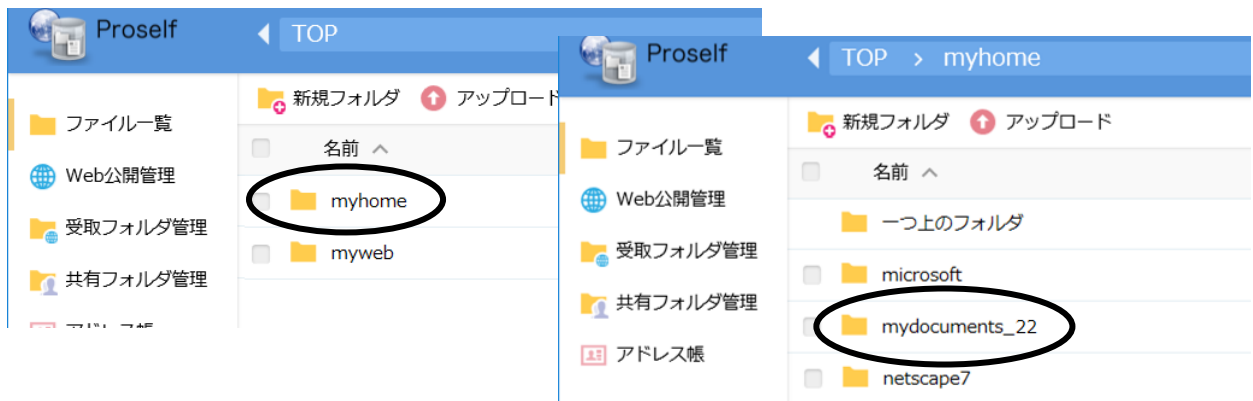 Proself
TOP
新規フォルダ アップロード
ファイル一覧
名前
Web公開管理
myhome
受取フォルダ管理
myweb
共有フォルダ管理
Proself
TOP > myhome
新規フォルダ アップロード
ファイル一覧
名前
Web公開管理
一つ上のフォルダ
受取フォルダ管理
microsoft
共有フォルダ管理
mydocuments_22
アドレス帳
netscape7